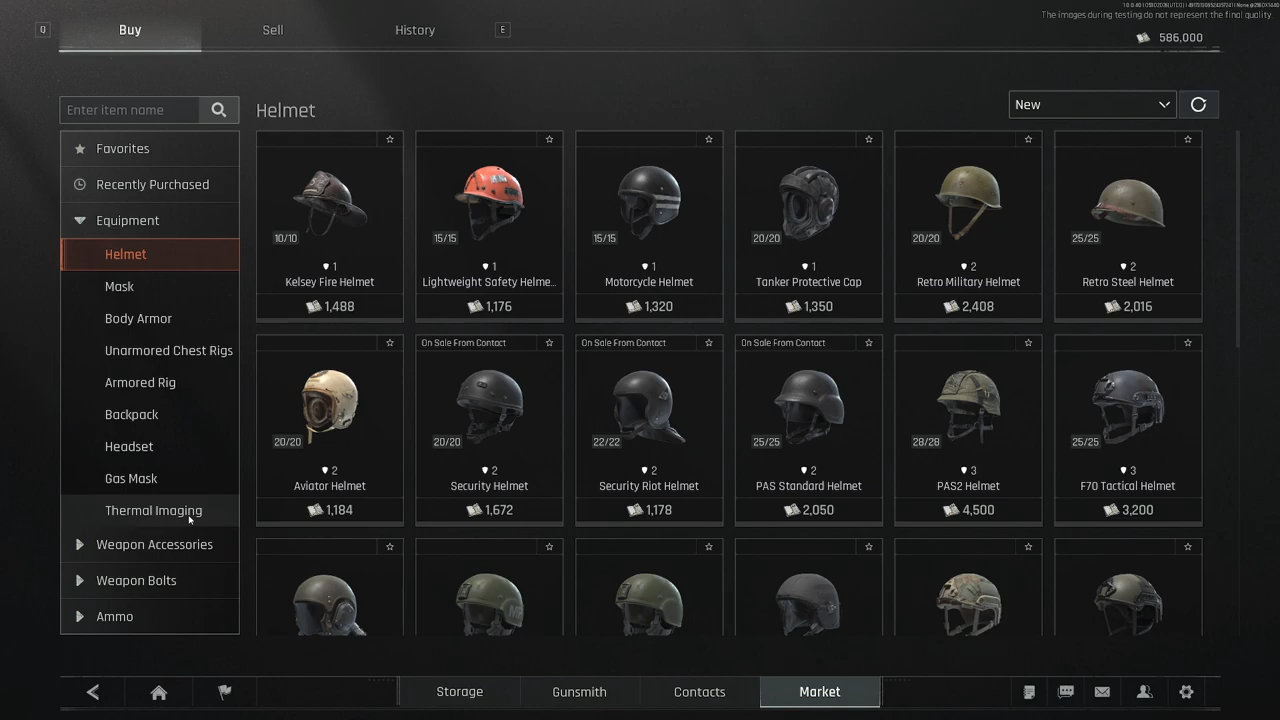 The images during testing do not represent the final quality
Q
Buy
Sell
History
E
586,000
Enter item name
Helmet
New
Favorites
Recently Purchased
Equipment
Helmet
Mask
Body Armor
Unarmored Chest Rigs
Armored Rig
Backpack
Headset
Gas Mask
Thermal Imaging
Weapon Accessories
Weapon Bolts
Ammo
10/10
1
Kelsey Fire Helmet
1,488
15/15
1
Lightweight Safety Helme...
1,176
15/15
1
Motorcycle Helmet
1,320
20/20
1
Tanker Protective Cap
1,350
20/20
2
Retro Military Helmet
2,408
25/25
2
Retro Steel Helmet
2,016
20/20
2
Aviator Helmet
1,184
On Sale From Contact
20/20
2
Security Helmet
1,672
On Sale From Contact
22/22
2
Security Riot Helmet
1,178
On Sale From Contact
25/25
2
PAS Standard Helmet
2,050
28/28
3
PAS2 Helmet
4,500
25/25
3
F70 Tactical Helmet
3,200
Storage
Gunsmith
Contacts
Market